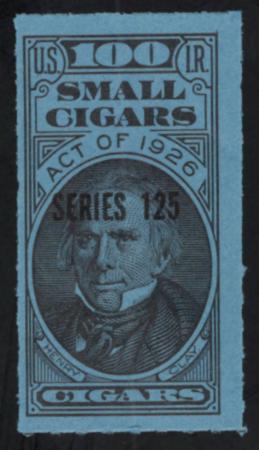 U.S. 100 I.R.
SMALL
CIGARS
ACT OF 1926
SERIES 125
HENRY CLAY
CIGARS